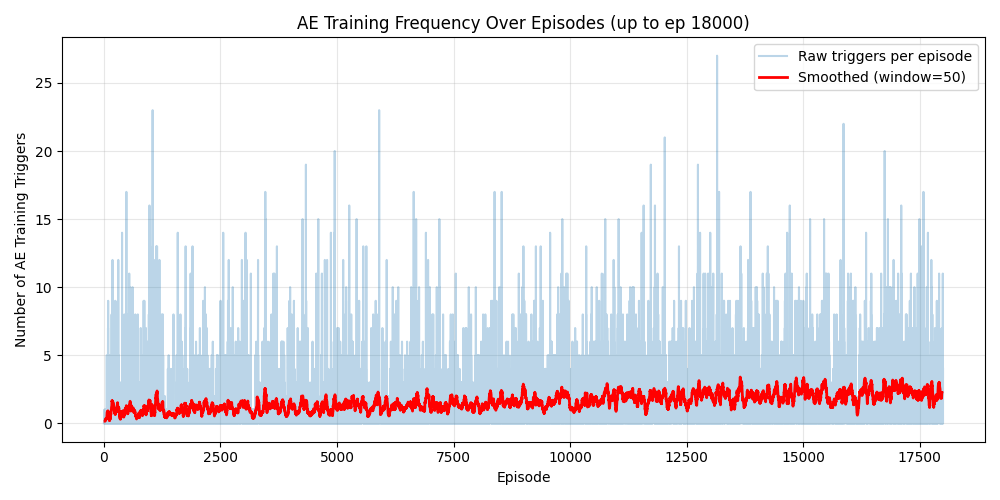 AE Training Frequency Over Episodes (up to ep 18000)
Raw triggers per episode
Smoothed (window=50)
Number of AE Training Triggers
25
20
15
10
5
0
0 2500 5000 7500 10000 12500 15000 17500
Episode